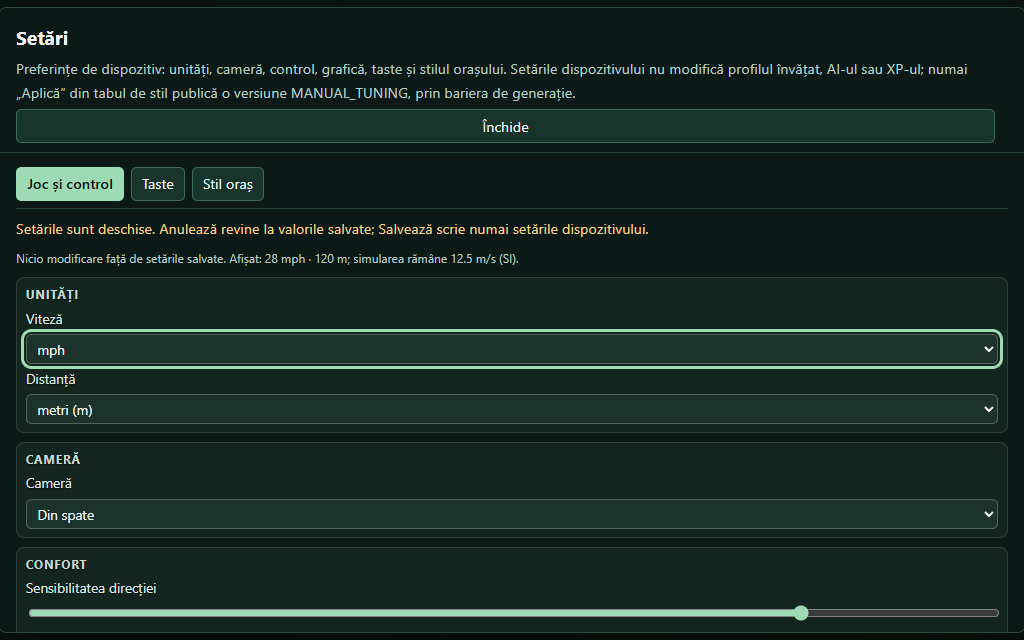 Setări
Preferințe de dispozitiv: unități, cameră, control, grafică, taste și stilul orașului. Setările dispozitivului nu modifică profilul învățat, AI-ul sau XP-ul; numai
„Aplică” din tabul de stil publică o versiune MANUAL_TUNING, prin bariera de generație.
Închide
Joc și control
Taste
Stil oraș
Setările sunt deschise. Anulează revine la valorile salvate; Salvează scrie numai setările dispozitivului.
Nicio modificare față de setările salvate. Afișat: 28 mph · 120 m; simularea rămâne 12.5 m/s (SI).
UNITĂȚI
Viteză
mph
Distanță
metri (m)
CAMERĂ
Cameră
Din spate
CONFORT
Sensibilitatea direcției